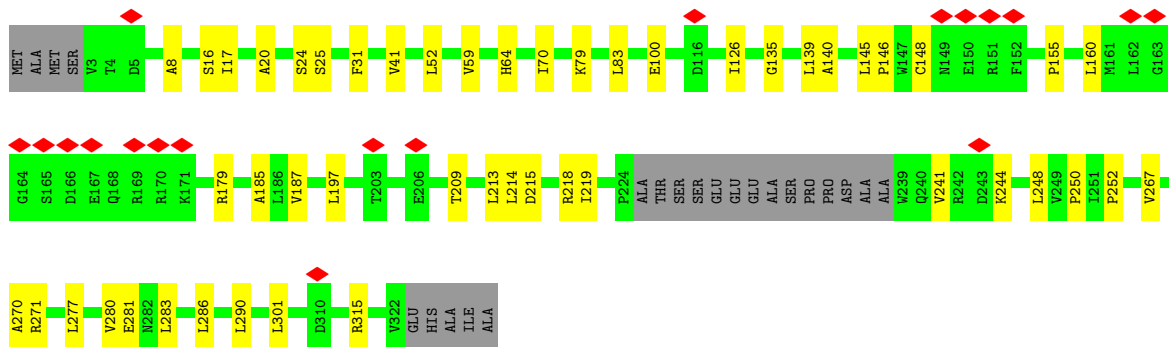 MET ALA MET SER V3 T4 D5 A8 S16 I17 A20 S24 S25 F31 V41 L52 V59 H64 I70 K79 L83 E100 D116 I126 G135 L139 A140 L145 P146 W147 C148 N149 E150 R151 F152 P155 L160 M161 L162 G163
G164 S165 D166 E167 Q168 R169 R170 K171 R179 A185 L186 V187 L197 T203 E206 T209 L213 L214 D215 R218 I219 P224 ALA THR SER SER GLU GLU GLU ALA SER PRO PRO ASP ALA ALA W239 Q240 V241 R242 D243 K244 L248 V249 P250 I251 P252 V267
A270 R271 L277 V280 E281 N282 L283 L286 L290 L301 D310 R315 V322 GLU HIS ALA ILE ALA